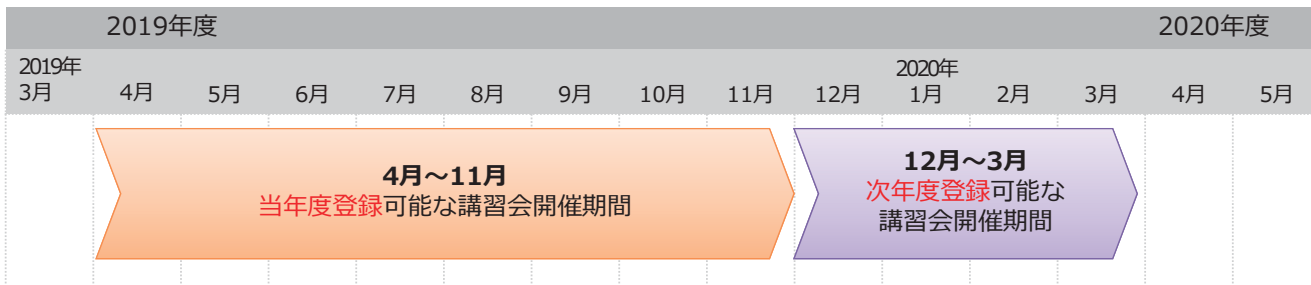 2019年度 2020年度
2019年 2020年
3月 4月 5月 6月 7月 8月 9月 10月 11月 12月 1月 2月 3月 4月 5月
4月～11月
当年度登録可能な講習会開催期間
12月～3月
次年度登録可能な
講習会開催期間